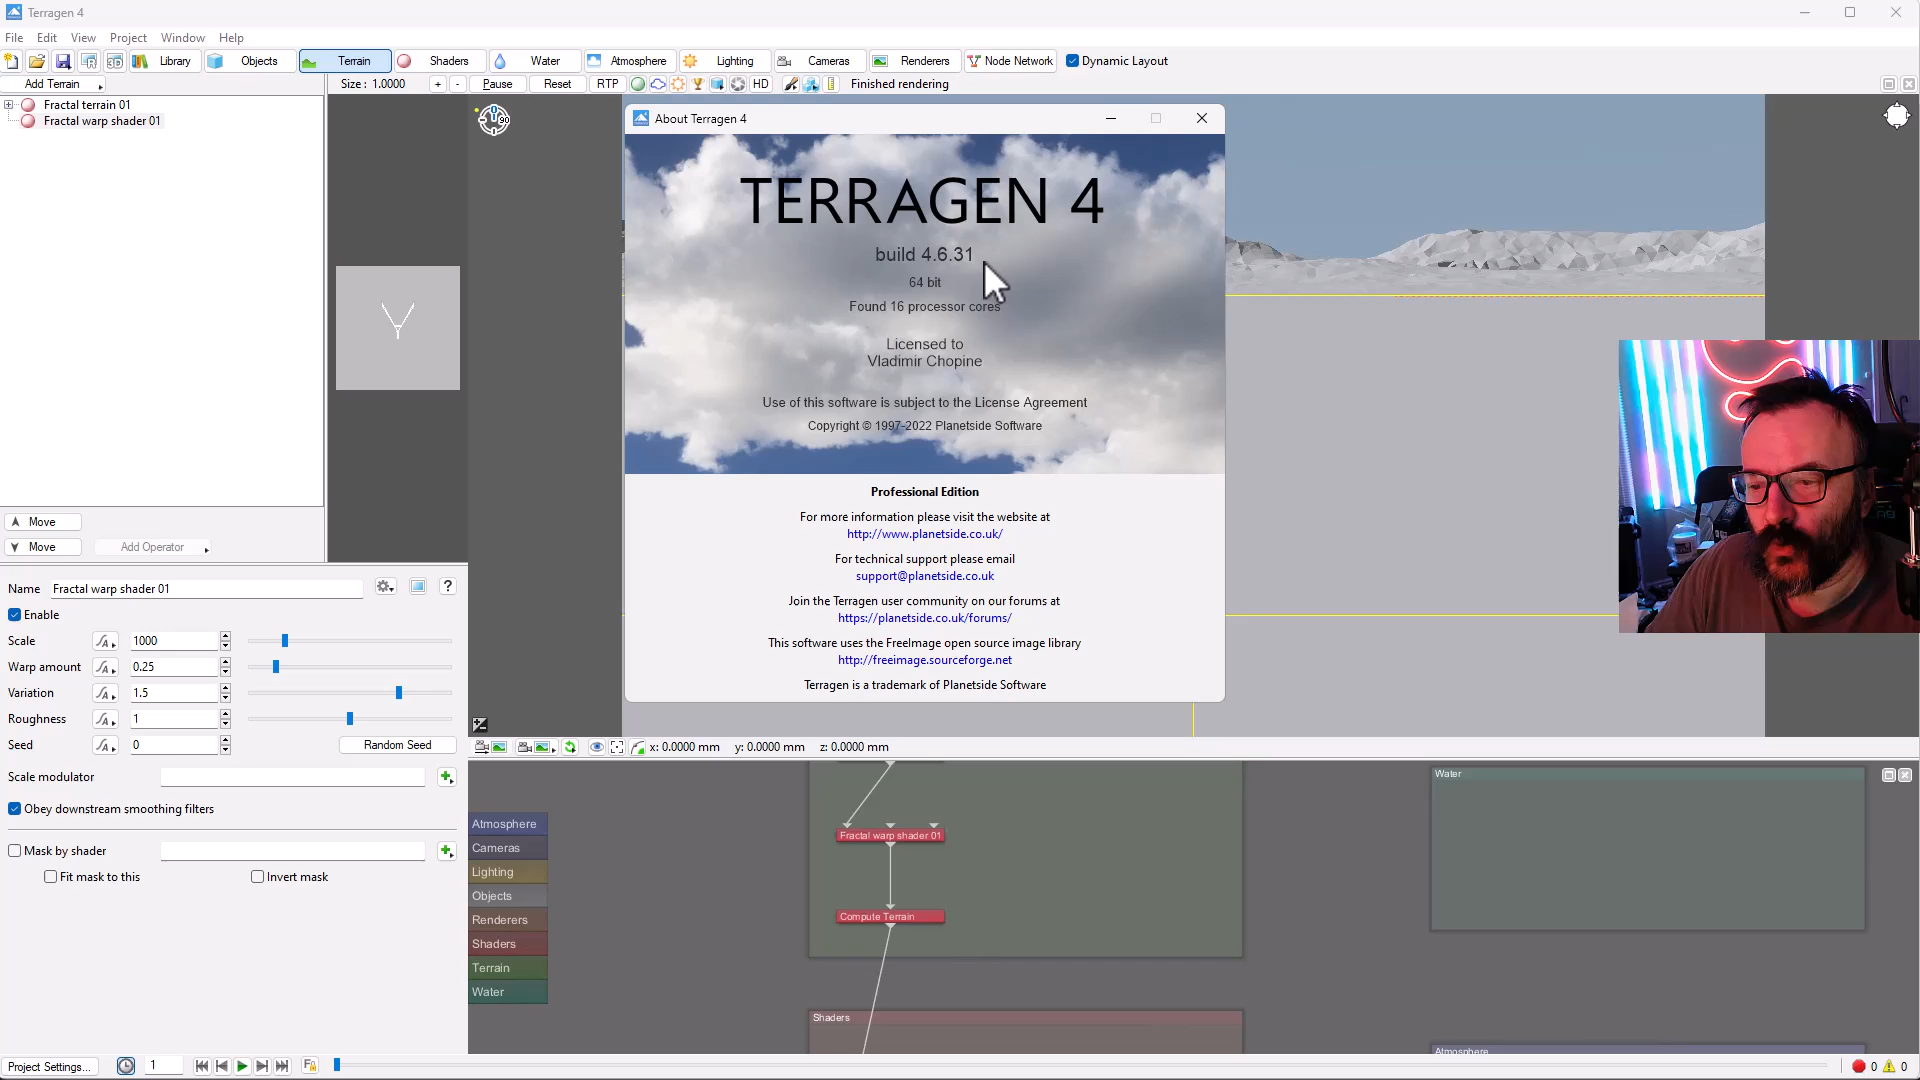 Terragen 4
File Edit View Project Window Help
Library Objects Terrain Shaders Water Atmosphere Lighting Cameras Renderers Node Network Dynamic Layout
Add Terrain Size : 1.0000 + - Pause Reset RTP HD Finished rendering
Fractal terrain 01
Fractal warp shader 01
About Terragen 4
TERRAGEN 4
build 4.6.31
64 bit
Found 16 processor cores
Licensed to
Vladimir Chopine
Use of this software is subject to the License Agreement
Copyright © 1997-2022 Planetside Software
Professional Edition
For more information please visit the website at
http://www.planetside.co.uk/
For technical support please email
support@planetside.co.uk
Join the Terragen user community on our forums at
https://planetside.co.uk/forums/
This software uses the FreeImage open source image library
http://freeimage.sourceforge.net
Terragen is a trademark of Planetside Software
Move
Move Add Operator
Name Fractal warp shader 01 ?
Enable
Scale 1000
Warp amount 0.25
Variation 1.5
Roughness 1
Seed 0 Random Seed
Scale modulator
Obey downstream smoothing filters
Mask by shader
Fit mask to this Invert mask
x: 0.0000 mm y: 0.0000 mm z: 0.0000 mm
Atmosphere
Cameras
Lighting
Objects
Renderers
Shaders
Terrain
Water
Fractal warp shader 01
Compute Terrain
Shaders
Water
Atmosphere
Project Settings... 1 0 0